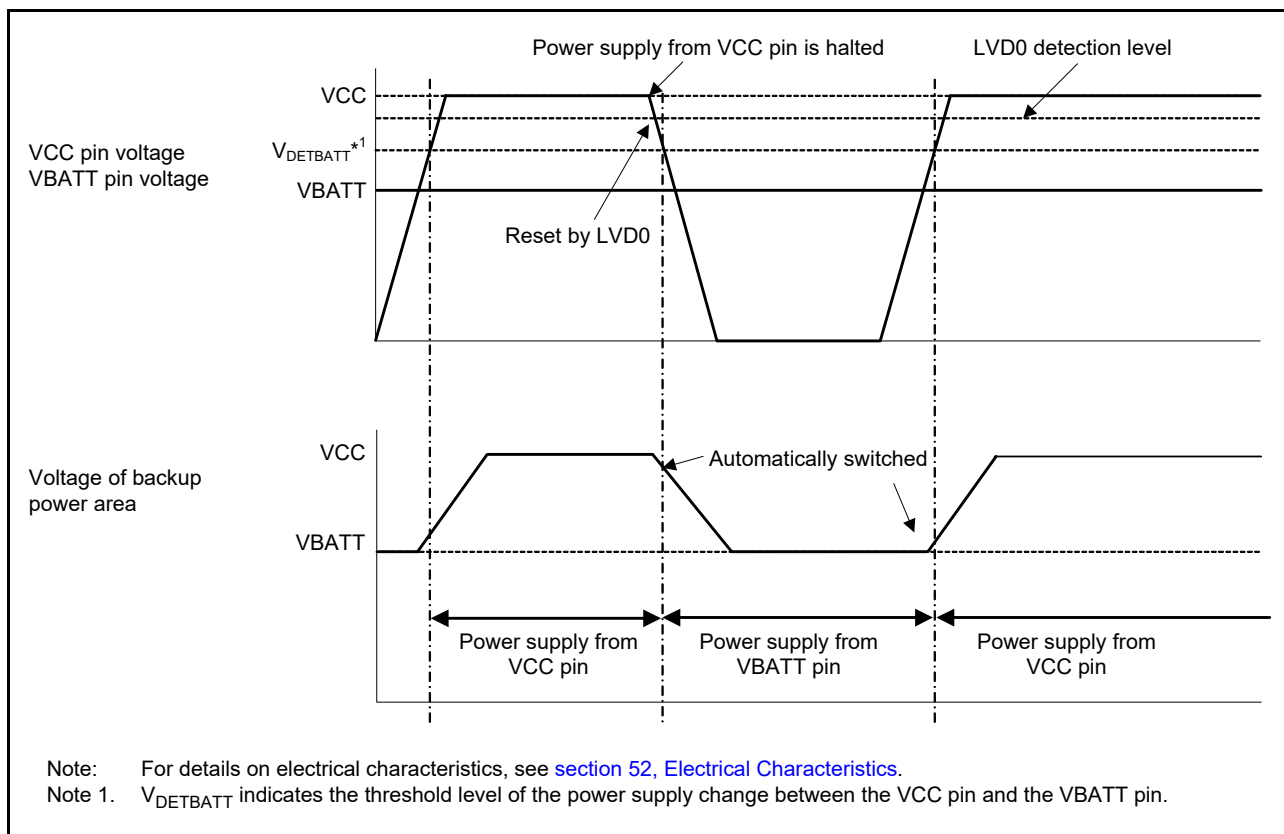 Power supply from VCC pin is halted
LVD0 detection level
VCC
VCC pin voltage
VBATT pin voltage
VDETBATT*1
VBATT
Reset by LVD0
VCC
Automatically switched
Voltage of backup
power area
VBATT
Power supply from
VCC pin
Power supply from
VBATT pin
Power supply from
VCC pin
Note: For details on electrical characteristics, see section 52, Electrical Characteristics.
Note 1. VDETBATT indicates the threshold level of the power supply change between the VCC pin and the VBATT pin.